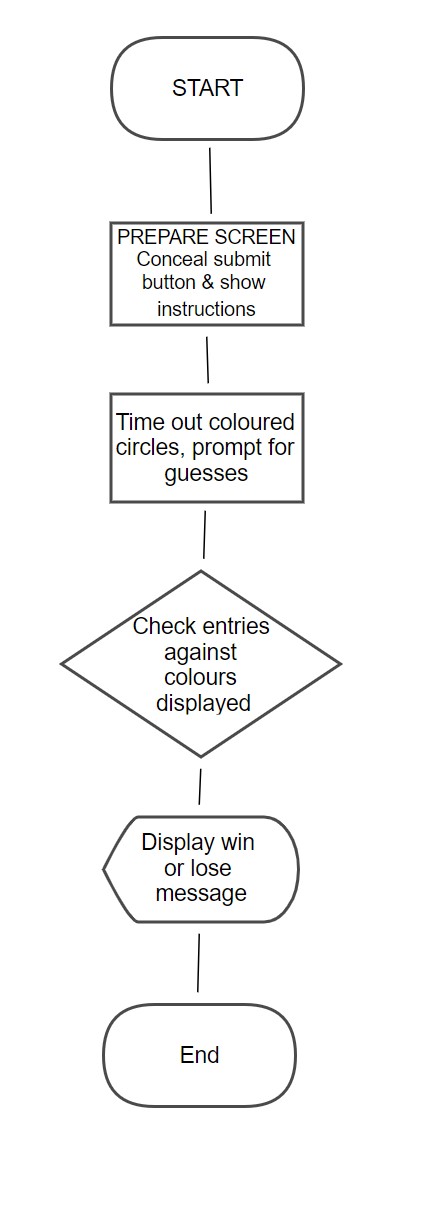 START
PREPARE SCREEN
Conceal submit
button & show
instructions
Time out coloured
circles, prompt for
guesses
Check entries
against
colours
displayed
Display win
or lose
message
End